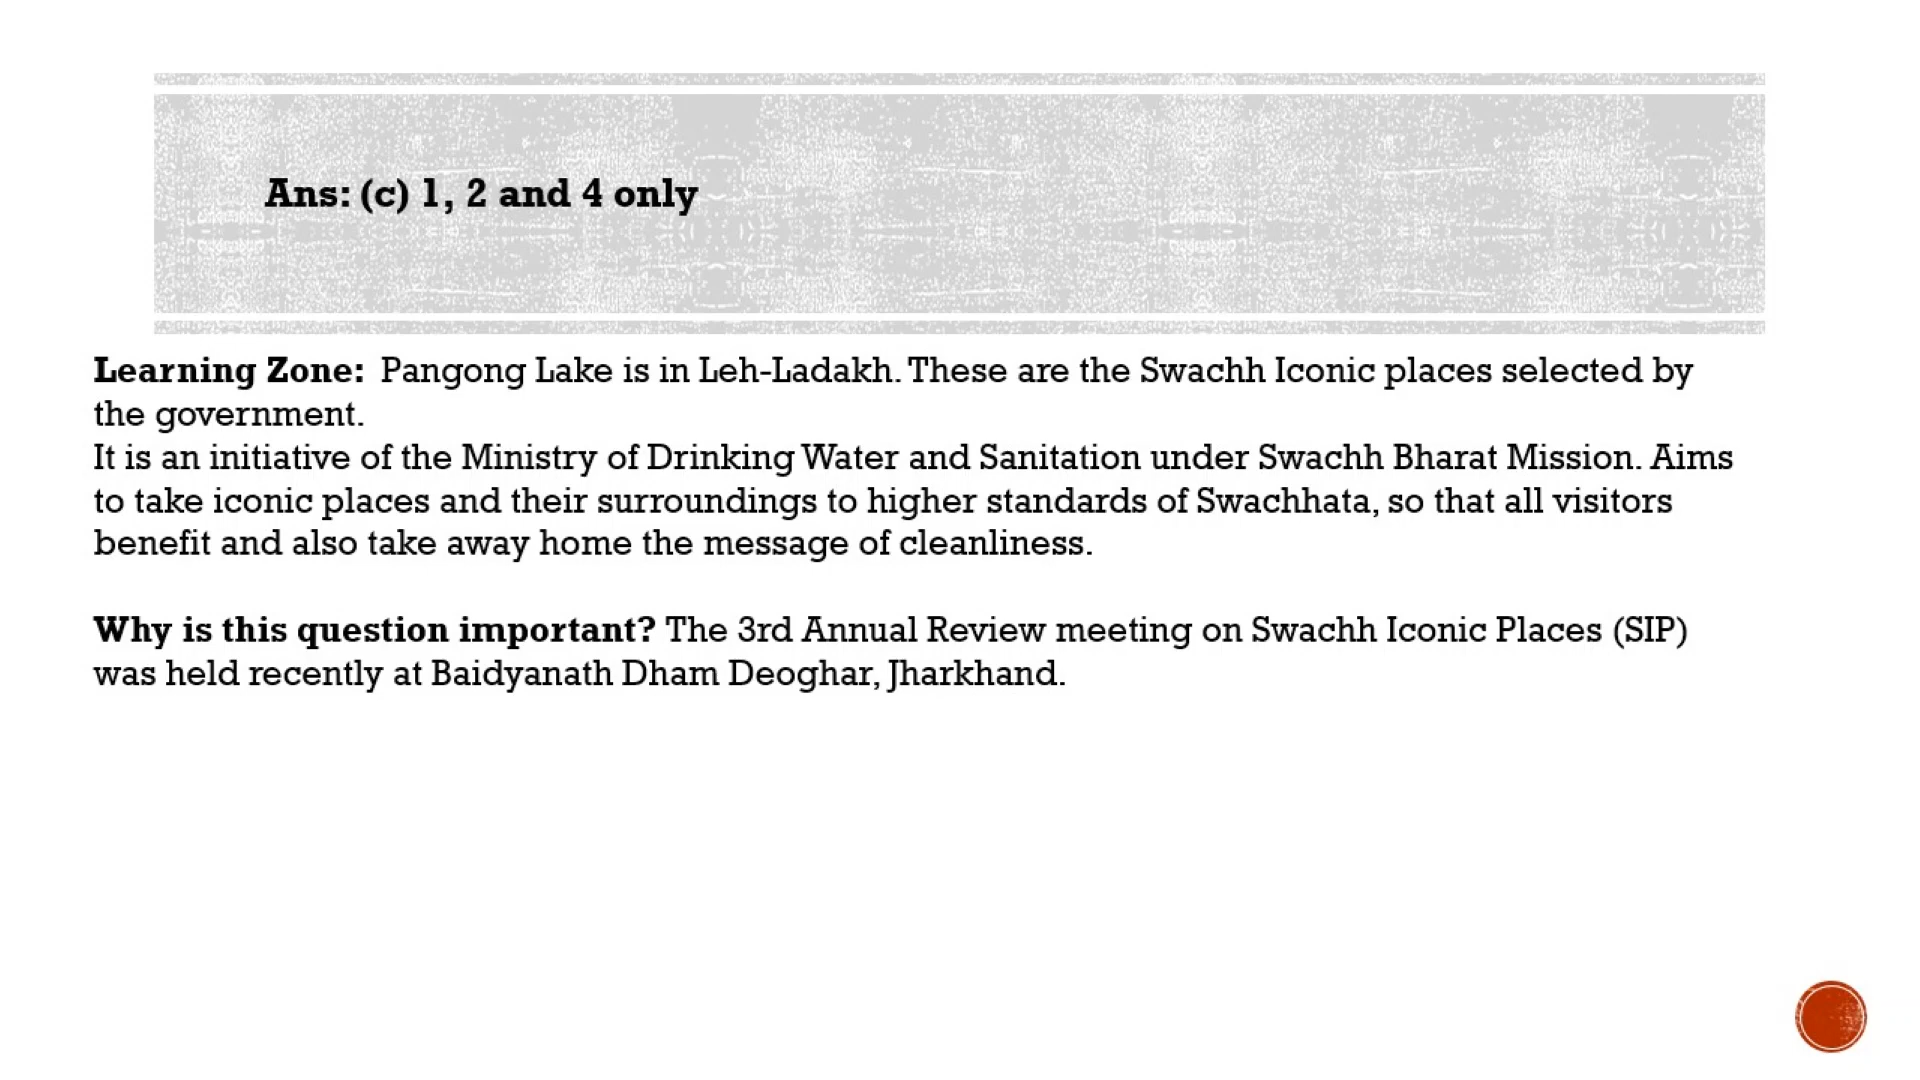 Ans: (c) 1, 2 and 4 only
Learning Zone: Pangong Lake is in Leh-Ladakh. These are the Swachh Iconic places selected by
the government.
It is an initiative of the Ministry of Drinking Water and Sanitation under Swachh Bharat Mission. Aims
to take iconic places and their surroundings to higher standards of Swachhata, so that all visitors
benefit and also take away home the message of cleanliness.
Why is this question important? The 3rd Annual Review meeting on Swachh Iconic Places (SIP)
was held recently at Baidyanath Dham Deoghar, Jharkhand.